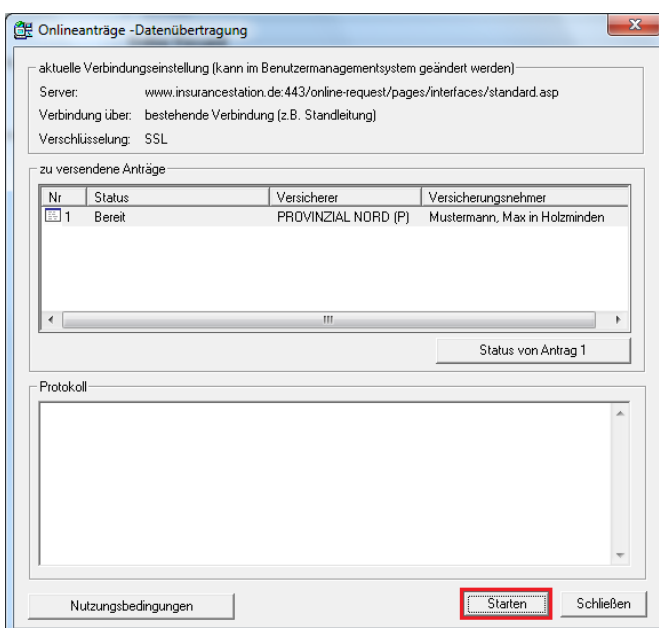 Onlineanträge -Datenübertragung
aktuelle Verbindungseinstellung (kann im Benutzermanagementsystem geändert werden)
Server: www.insurancestation.de:443/online-request/pages/interfaces/standard.asp
Verbindung über: bestehende Verbindung (z.B. Standleitung)
Verschlüsselung: SSL
zu versendene Anträge
Nr Status Versicherer Versicherungsnehmer
1 Bereit PROVINZIAL NORD (P) Mustermann, Max in Holzminden
Status von Antrag 1
Protokoll
Nutzungsbedingungen Starten Schließen